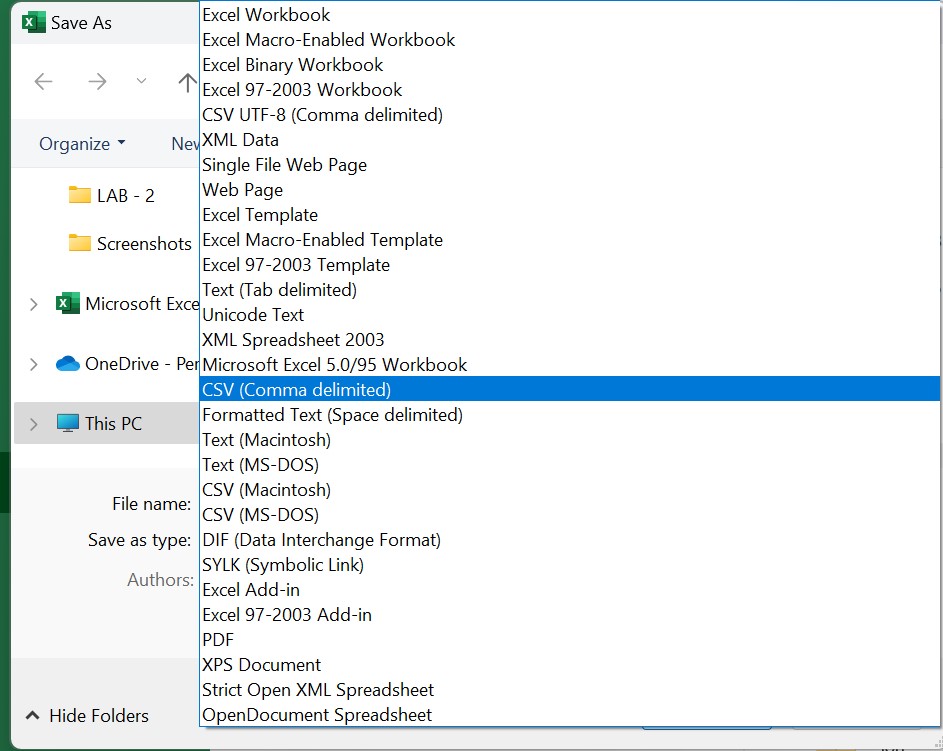 Save As
Organize
New
LAB - 2
Screenshots
Microsoft Exce
OneDrive - Per
This PC
File name:
Save as type:
Authors:
Hide Folders
Excel Workbook
Excel Macro-Enabled Workbook
Excel Binary Workbook
Excel 97-2003 Workbook
CSV UTF-8 (Comma delimited)
XML Data
Single File Web Page
Web Page
Excel Template
Excel Macro-Enabled Template
Excel 97-2003 Template
Text (Tab delimited)
Unicode Text
XML Spreadsheet 2003
Microsoft Excel 5.0/95 Workbook
CSV (Comma delimited)
Formatted Text (Space delimited)
Text (Macintosh)
Text (MS-DOS)
CSV (Macintosh)
CSV (MS-DOS)
DIF (Data Interchange Format)
SYLK (Symbolic Link)
Excel Add-in
Excel 97-2003 Add-in
PDF
XPS Document
Strict Open XML Spreadsheet
OpenDocument Spreadsheet